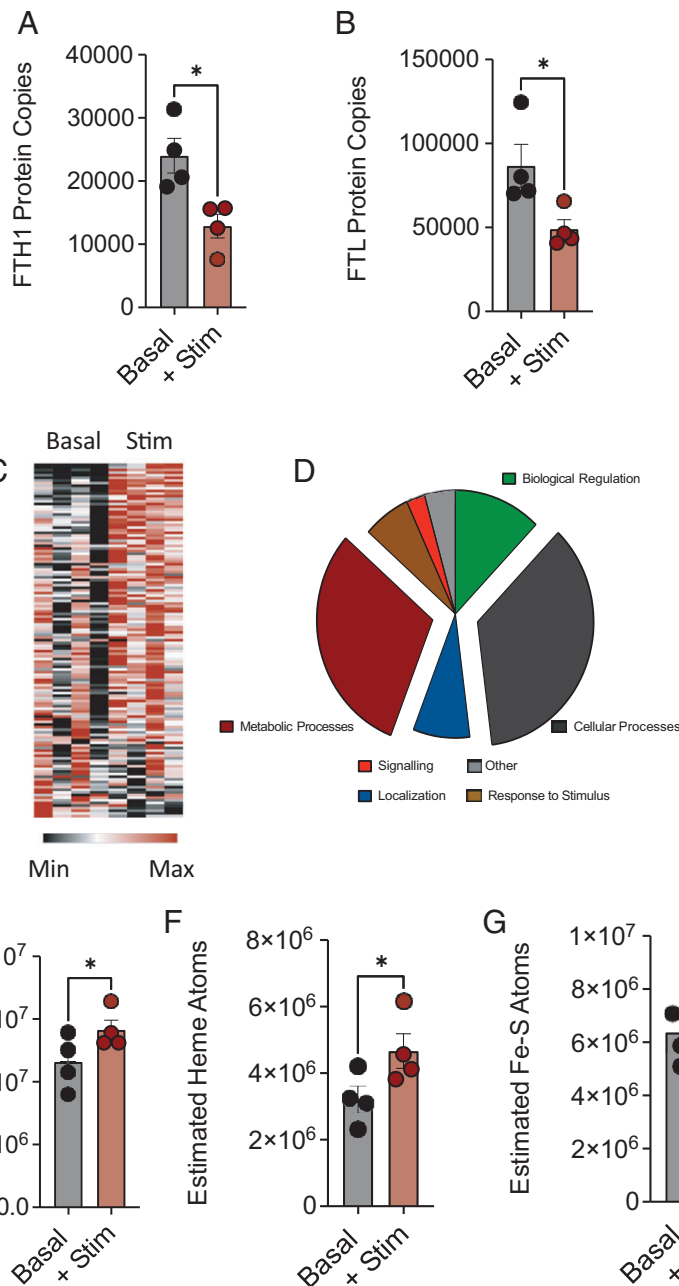 A
FTH1 Protein Copies
40000
30000
20000
10000
0
*
Basal
+ Stim
B
FTL Protein Copies
150000
100000
50000
0
*
Basal
+ Stim
Basal Stim
Min Max
D
Biological Regulation
Metabolic Processes
Cellular Processes
Signalling
Other
Localization
Response to Stimulus
*
Basal
+ Stim
F
Estimated Heme Atoms
8×10⁶
6×10⁶
4×10⁶
2×10⁶
0
*
Basal
+ Stim
G
Estimated Fe-S Atoms
1×10⁷
8×10⁶
6×10⁶
4×10⁶
2×10⁶
0
Basal
+